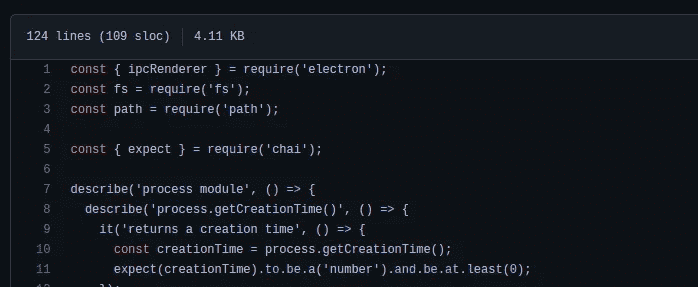 124 lines (109 sloc) 4.11 KB
1 const { ipcRenderer } = require('electron');
2 const fs = require('fs');
3 const path = require('path');
4
5 const { expect } = require('chai');
6
7 describe('process module', () => {
8 describe('process.getCreationTime()', () => {
9 it('returns a creation time', () => {
10 const creationTime = process.getCreationTime();
11 expect(creationTime).to.be.a('number').and.be.at.least(0);
12 });